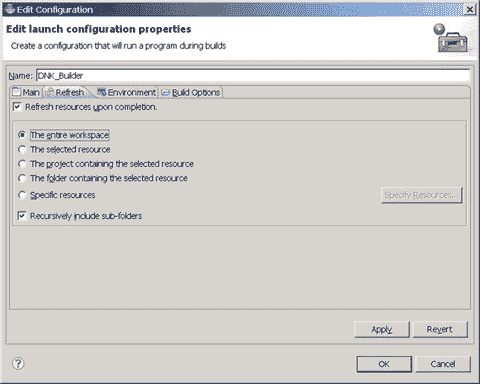 Edit Configuration
Edit launch configuration properties
Create a configuration that will run a program during builds
Name: DNK_Builder
Main Refresh Environment Build Options
Refresh resources upon completion.
The entire workspace
The selected resource
The project containing the selected resource
The folder containing the selected resource
Specific resources Specify Resources...
Recursively include sub-folders
Apply Revert
? OK Cancel